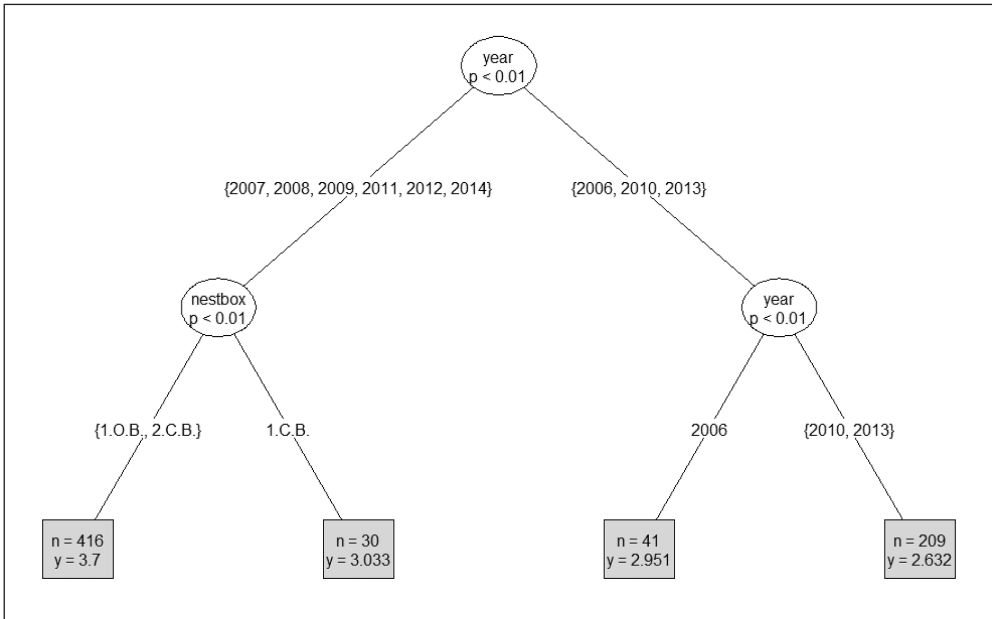 year
p < 0.01
{2007, 2008, 2009, 2011, 2012, 2014}
{2006, 2010, 2013}
nestbox
p < 0.01
year
p < 0.01
{1.O.B., 2.C.B.}
1.C.B.
2006
{2010, 2013}
n = 416
y = 3.7
n = 30
y = 3.033
n = 41
y = 2.951
n = 209
y = 2.632